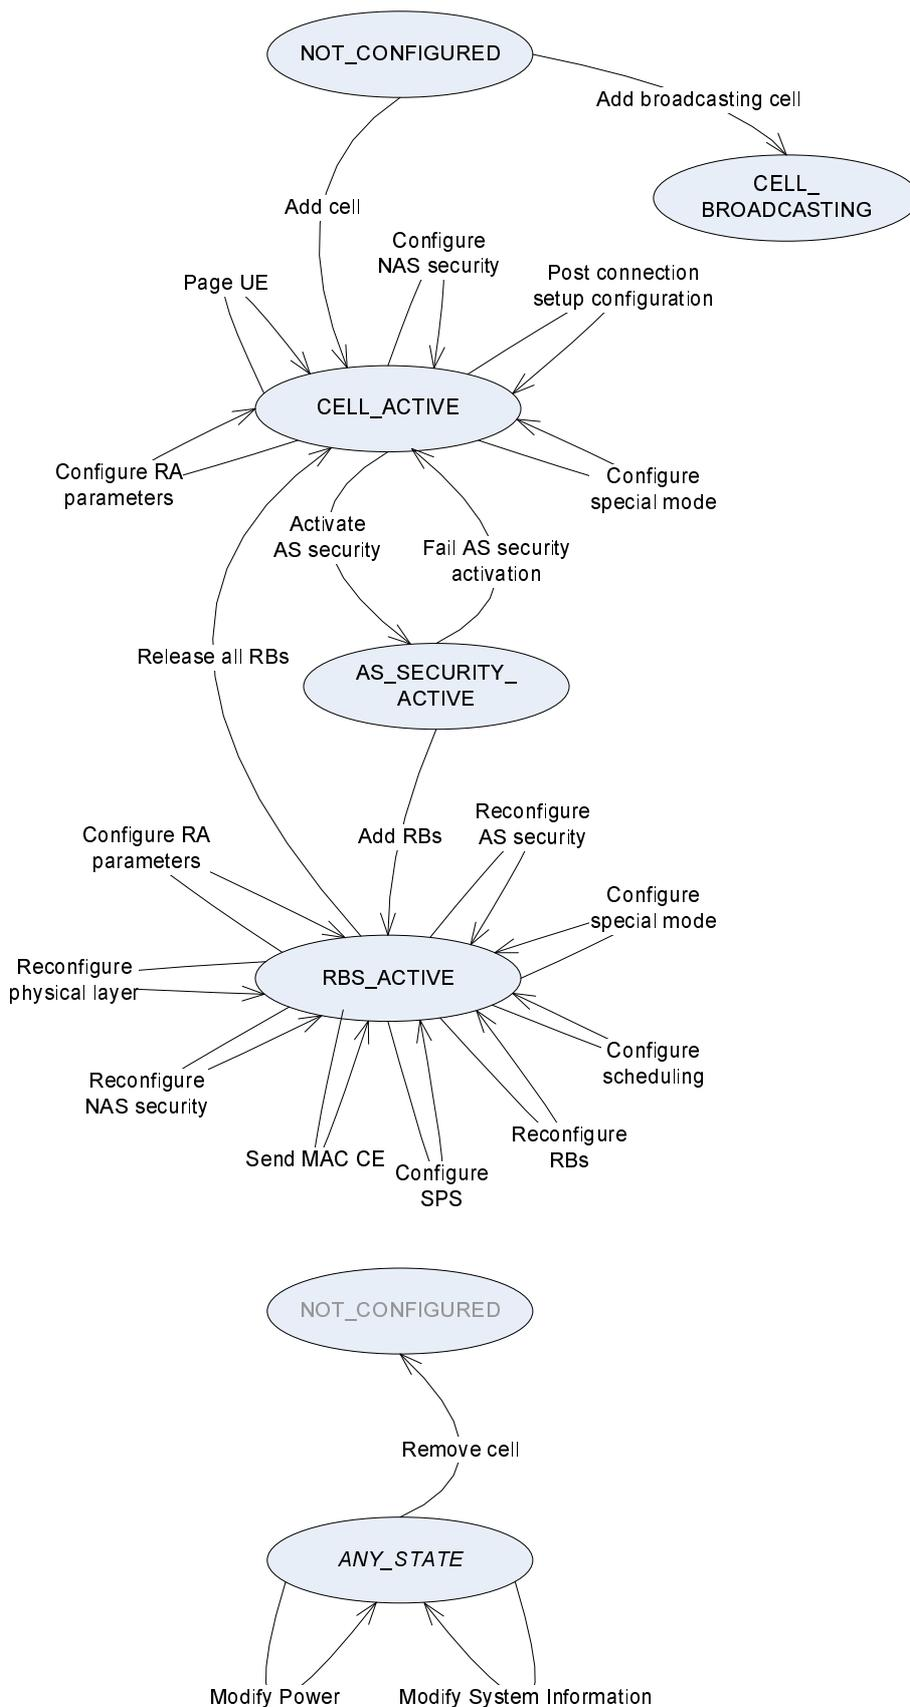 NOT_CONFIGURED
Add broadcasting cell
CELL_
BROADCASTING
Add cell
Configure
NAS security
Page UE
Post connection
setup configuration
CELL_ACTIVE
Configure RA
parameters
Configure
special mode
Activate
AS security
Fail AS security
activation
Release all RBs
AS_SECURITY_
ACTIVE
Configure RA
parameters
Add RBs
Reconfigure
AS security
Configure
special mode
Reconfigure
physical layer
RBS_ACTIVE
Reconfigure
NAS security
Configure
scheduling
Send MAC CE
Configure
SPS
Reconfigure
RBs
NOT_CONFIGURED
Remove cell
ANY_STATE
Modify Power
Modify System Information